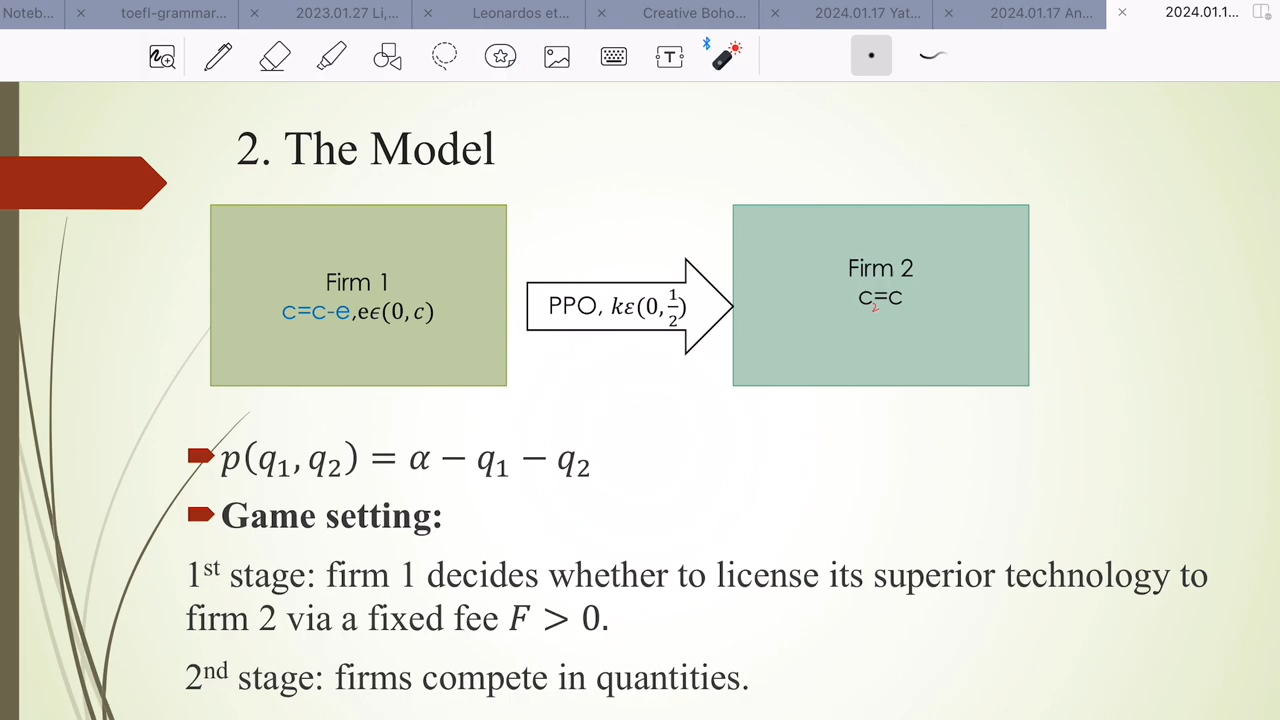 Noteb... toefl-grammar... 2023.01.27 Li,... Leonardos et... Creative Boho... 2024.01.17 Yat... 2024.01.17 An... 2024.01.1...
T
2. The Model
Firm 1
c=c-e,eϵ(0, c)
PPO, kε(0, 1/2)
Firm 2
c=c
2
p(q₁, q₂) = α − q₁ − q₂
Game setting:
1st stage: firm 1 decides whether to license its superior technology to
firm 2 via a fixed fee F > 0.
2nd stage: firms compete in quantities.